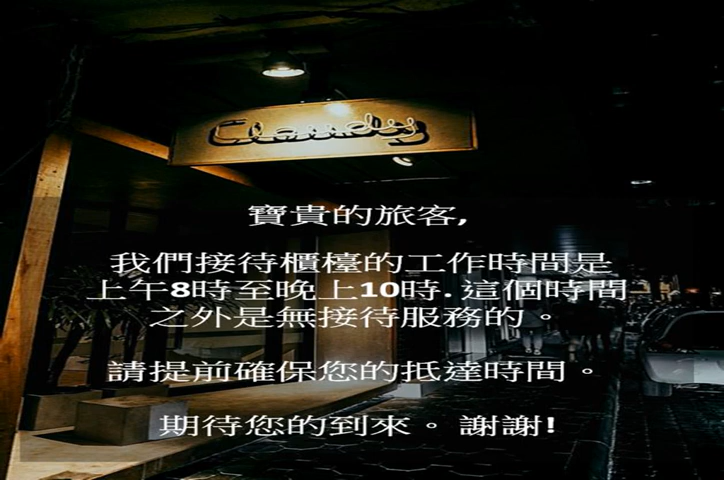 寶貴的旅客,
我們接待櫃檯的工作時間是
上午8時至晚上10時.這個時間
之外是無接待服務的。
請提前確保您的抵達時間。
期待您的到來。謝謝!